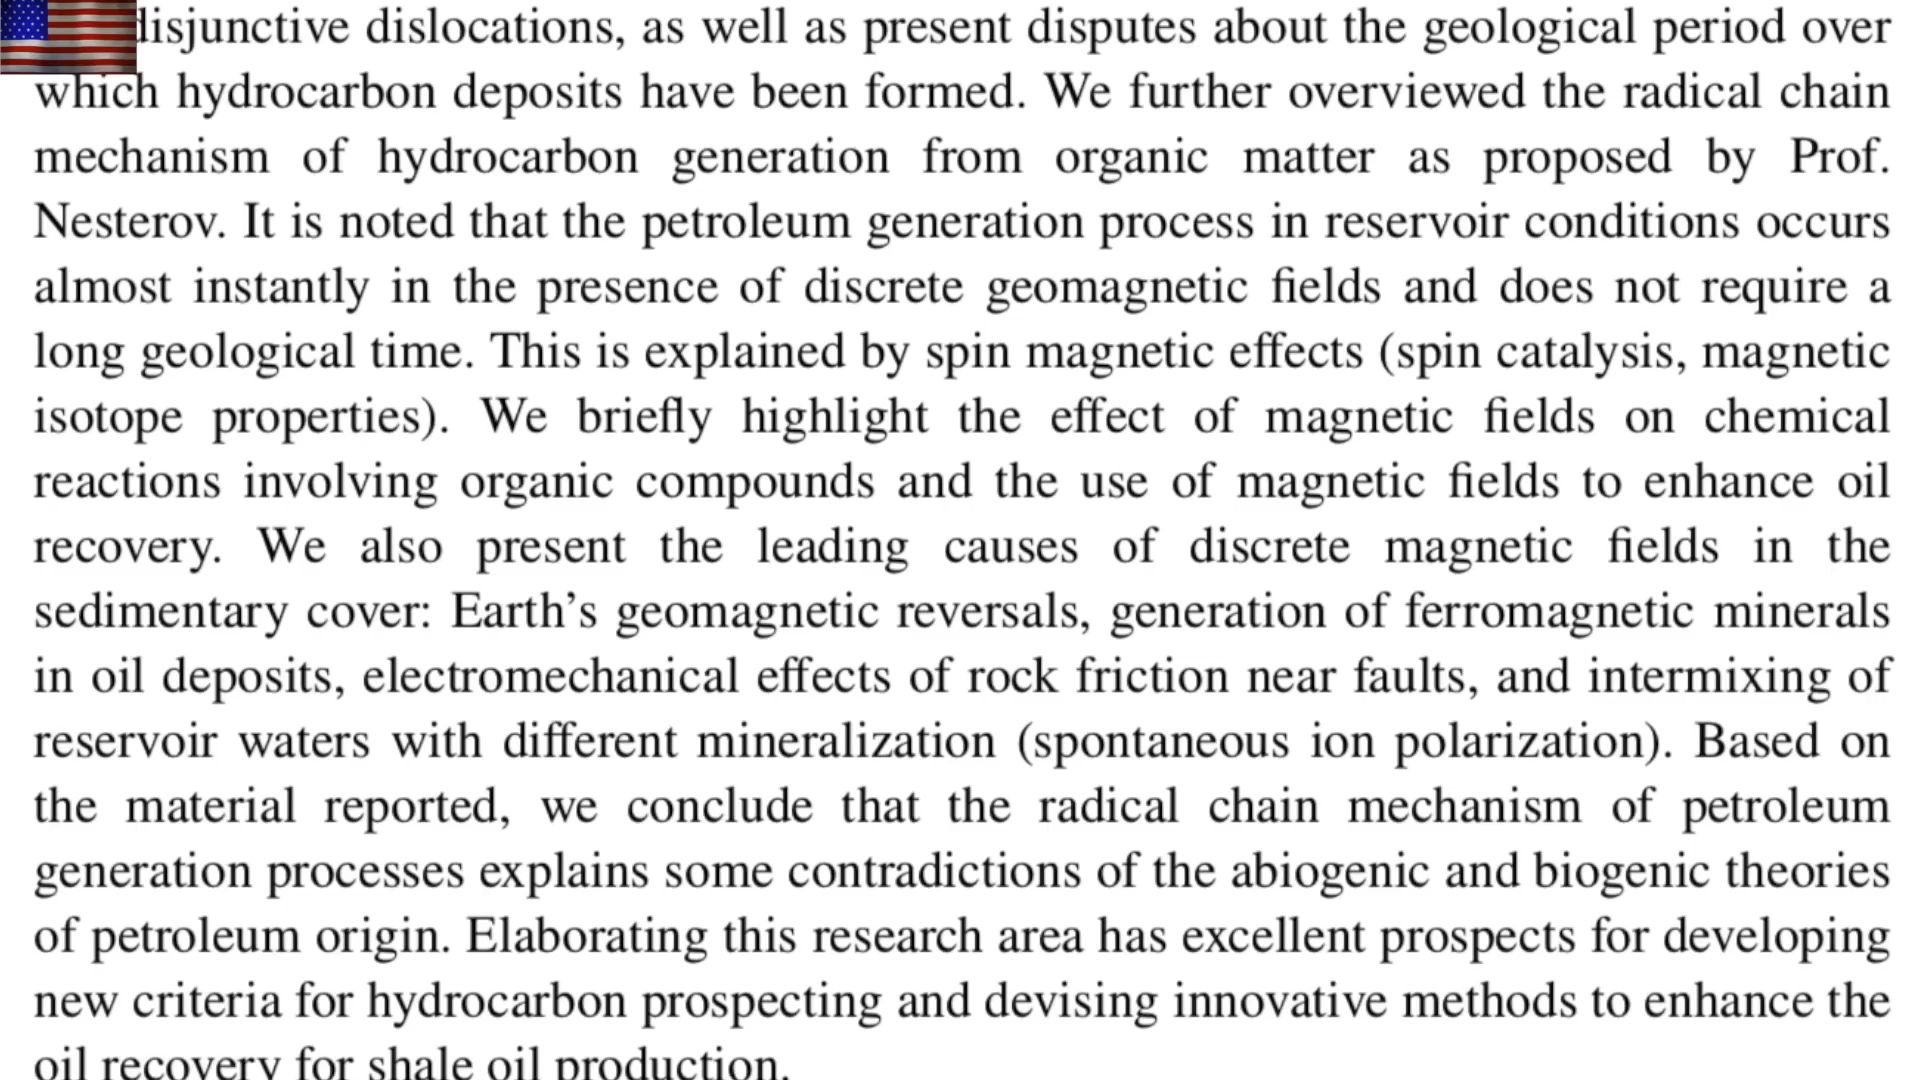 disjunctive dislocations, as well as present disputes about the geological period over
which hydrocarbon deposits have been formed. We further overviewed the radical chain
mechanism of hydrocarbon generation from organic matter as proposed by Prof.
Nesterov. It is noted that the petroleum generation process in reservoir conditions occurs
almost instantly in the presence of discrete geomagnetic fields and does not require a
long geological time. This is explained by spin magnetic effects (spin catalysis, magnetic
isotope properties). We briefly highlight the effect of magnetic fields on chemical
reactions involving organic compounds and the use of magnetic fields to enhance oil
recovery. We also present the leading causes of discrete magnetic fields in the
sedimentary cover: Earth’s geomagnetic reversals, generation of ferromagnetic minerals
in oil deposits, electromechanical effects of rock friction near faults, and intermixing of
reservoir waters with different mineralization (spontaneous ion polarization). Based on
the material reported, we conclude that the radical chain mechanism of petroleum
generation processes explains some contradictions of the abiogenic and biogenic theories
of petroleum origin. Elaborating this research area has excellent prospects for developing
new criteria for hydrocarbon prospecting and devising innovative methods to enhance the
oil recovery for shale oil production.